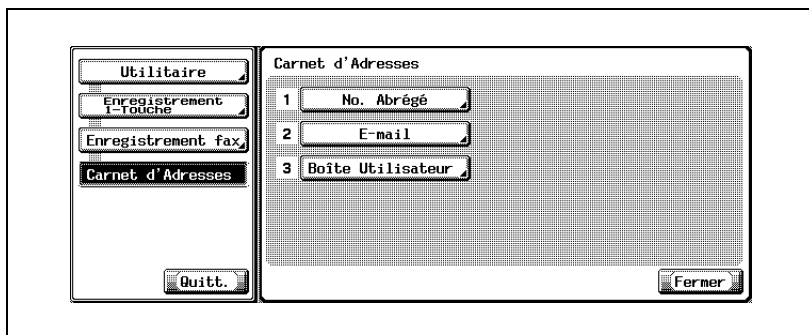 Utilitaire
Enregistrement
1-Touche
Enregistrement fax
Carnet d'Adresses
Quitt.
Carnet d'Adresses
1 No. Abrégé
2 E-mail
3 Boîte Utilisateur
Fermer